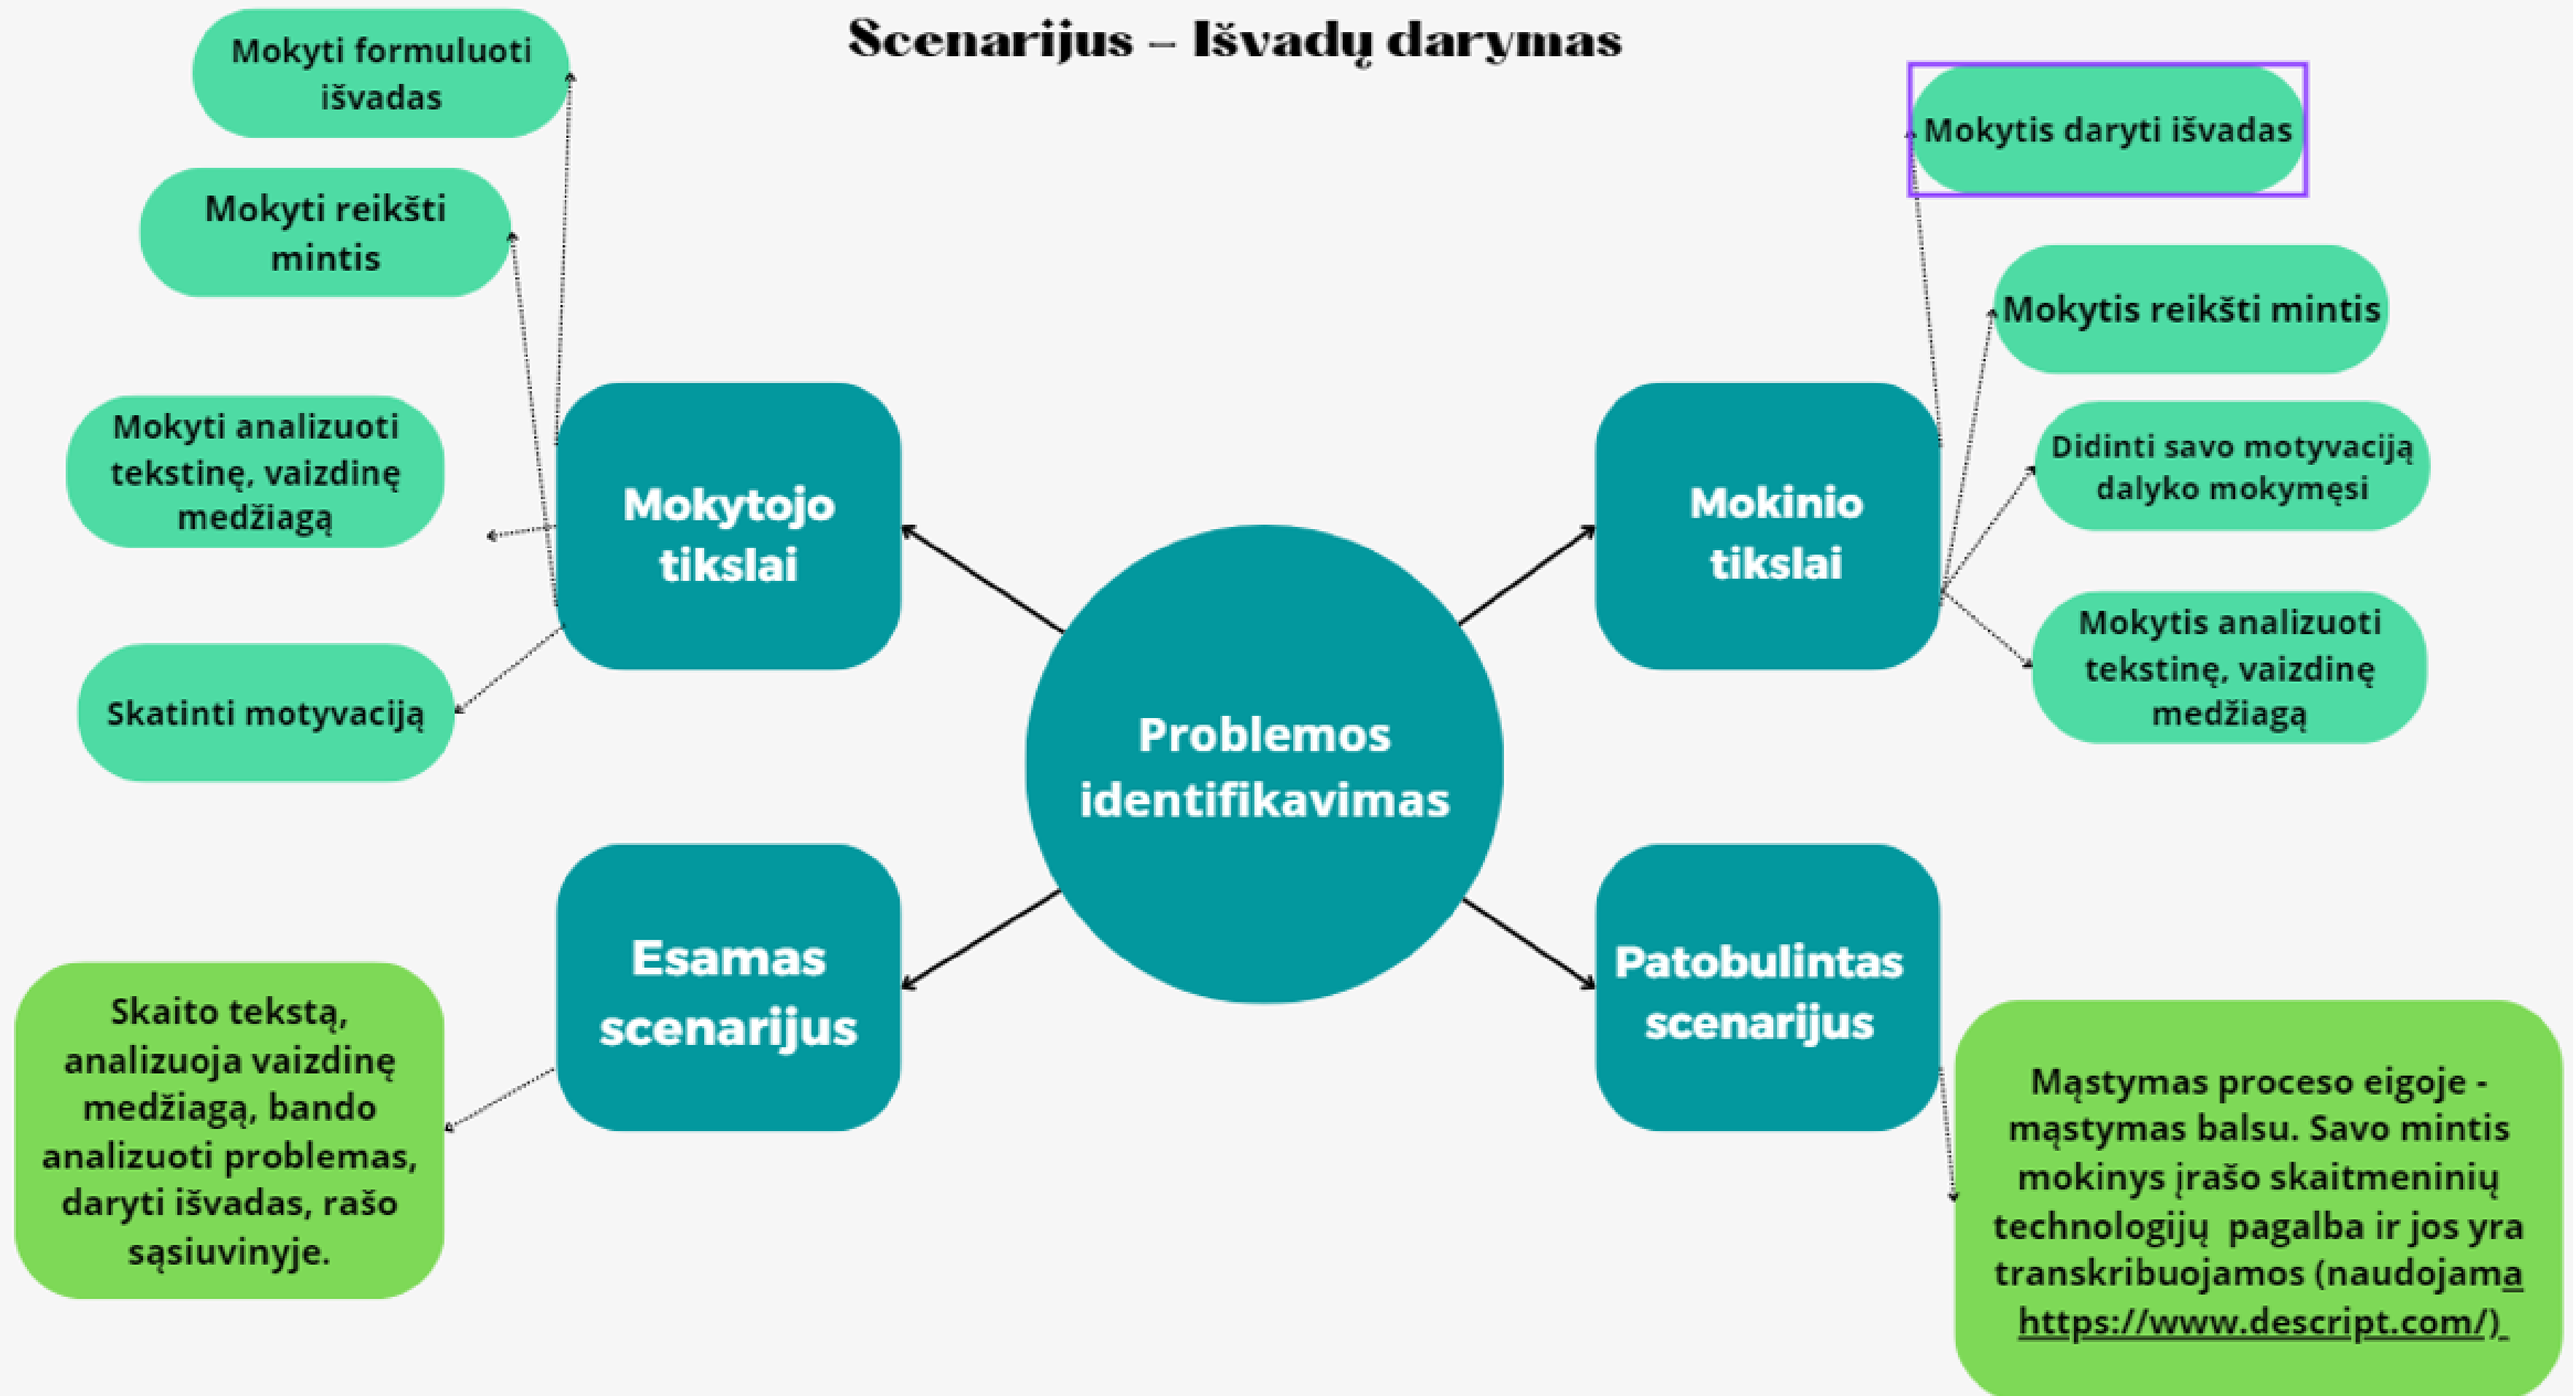 Scenarijus – Išvadų darymas
Mokyti formuluoti
išvadas
Mokyti reikšti
mintis
Mokyti analizuoti
tekstinę, vaizdinę
medžiagą
Skatinti motyvaciją
Mokytojo
tikslai
Mokinio
tikslai
Mokytis daryti išvadas
Mokytis reikšti mintis
Didinti savo motyvaciją
dalyko mokymęsi
Mokytis analizuoti
tekstinę, vaizdinę
medžiagą
Problemos
identifikavimas
Esamas
scenarijus
Skaito tekstą,
analizuoja vaizdinę
medžiagą, bando
analizuoti problemas,
daryti išvadas, rašo
sąsiuvinyje.
Patobulintas
scenarijus
Mąstymas proceso eigoje -
mąstymas balsu. Savo mintis
mokinys įrašo skaitmeninių
technologijų  pagalba ir jos yra
transkribuojamos (naudojama
https://www.descript.com/)